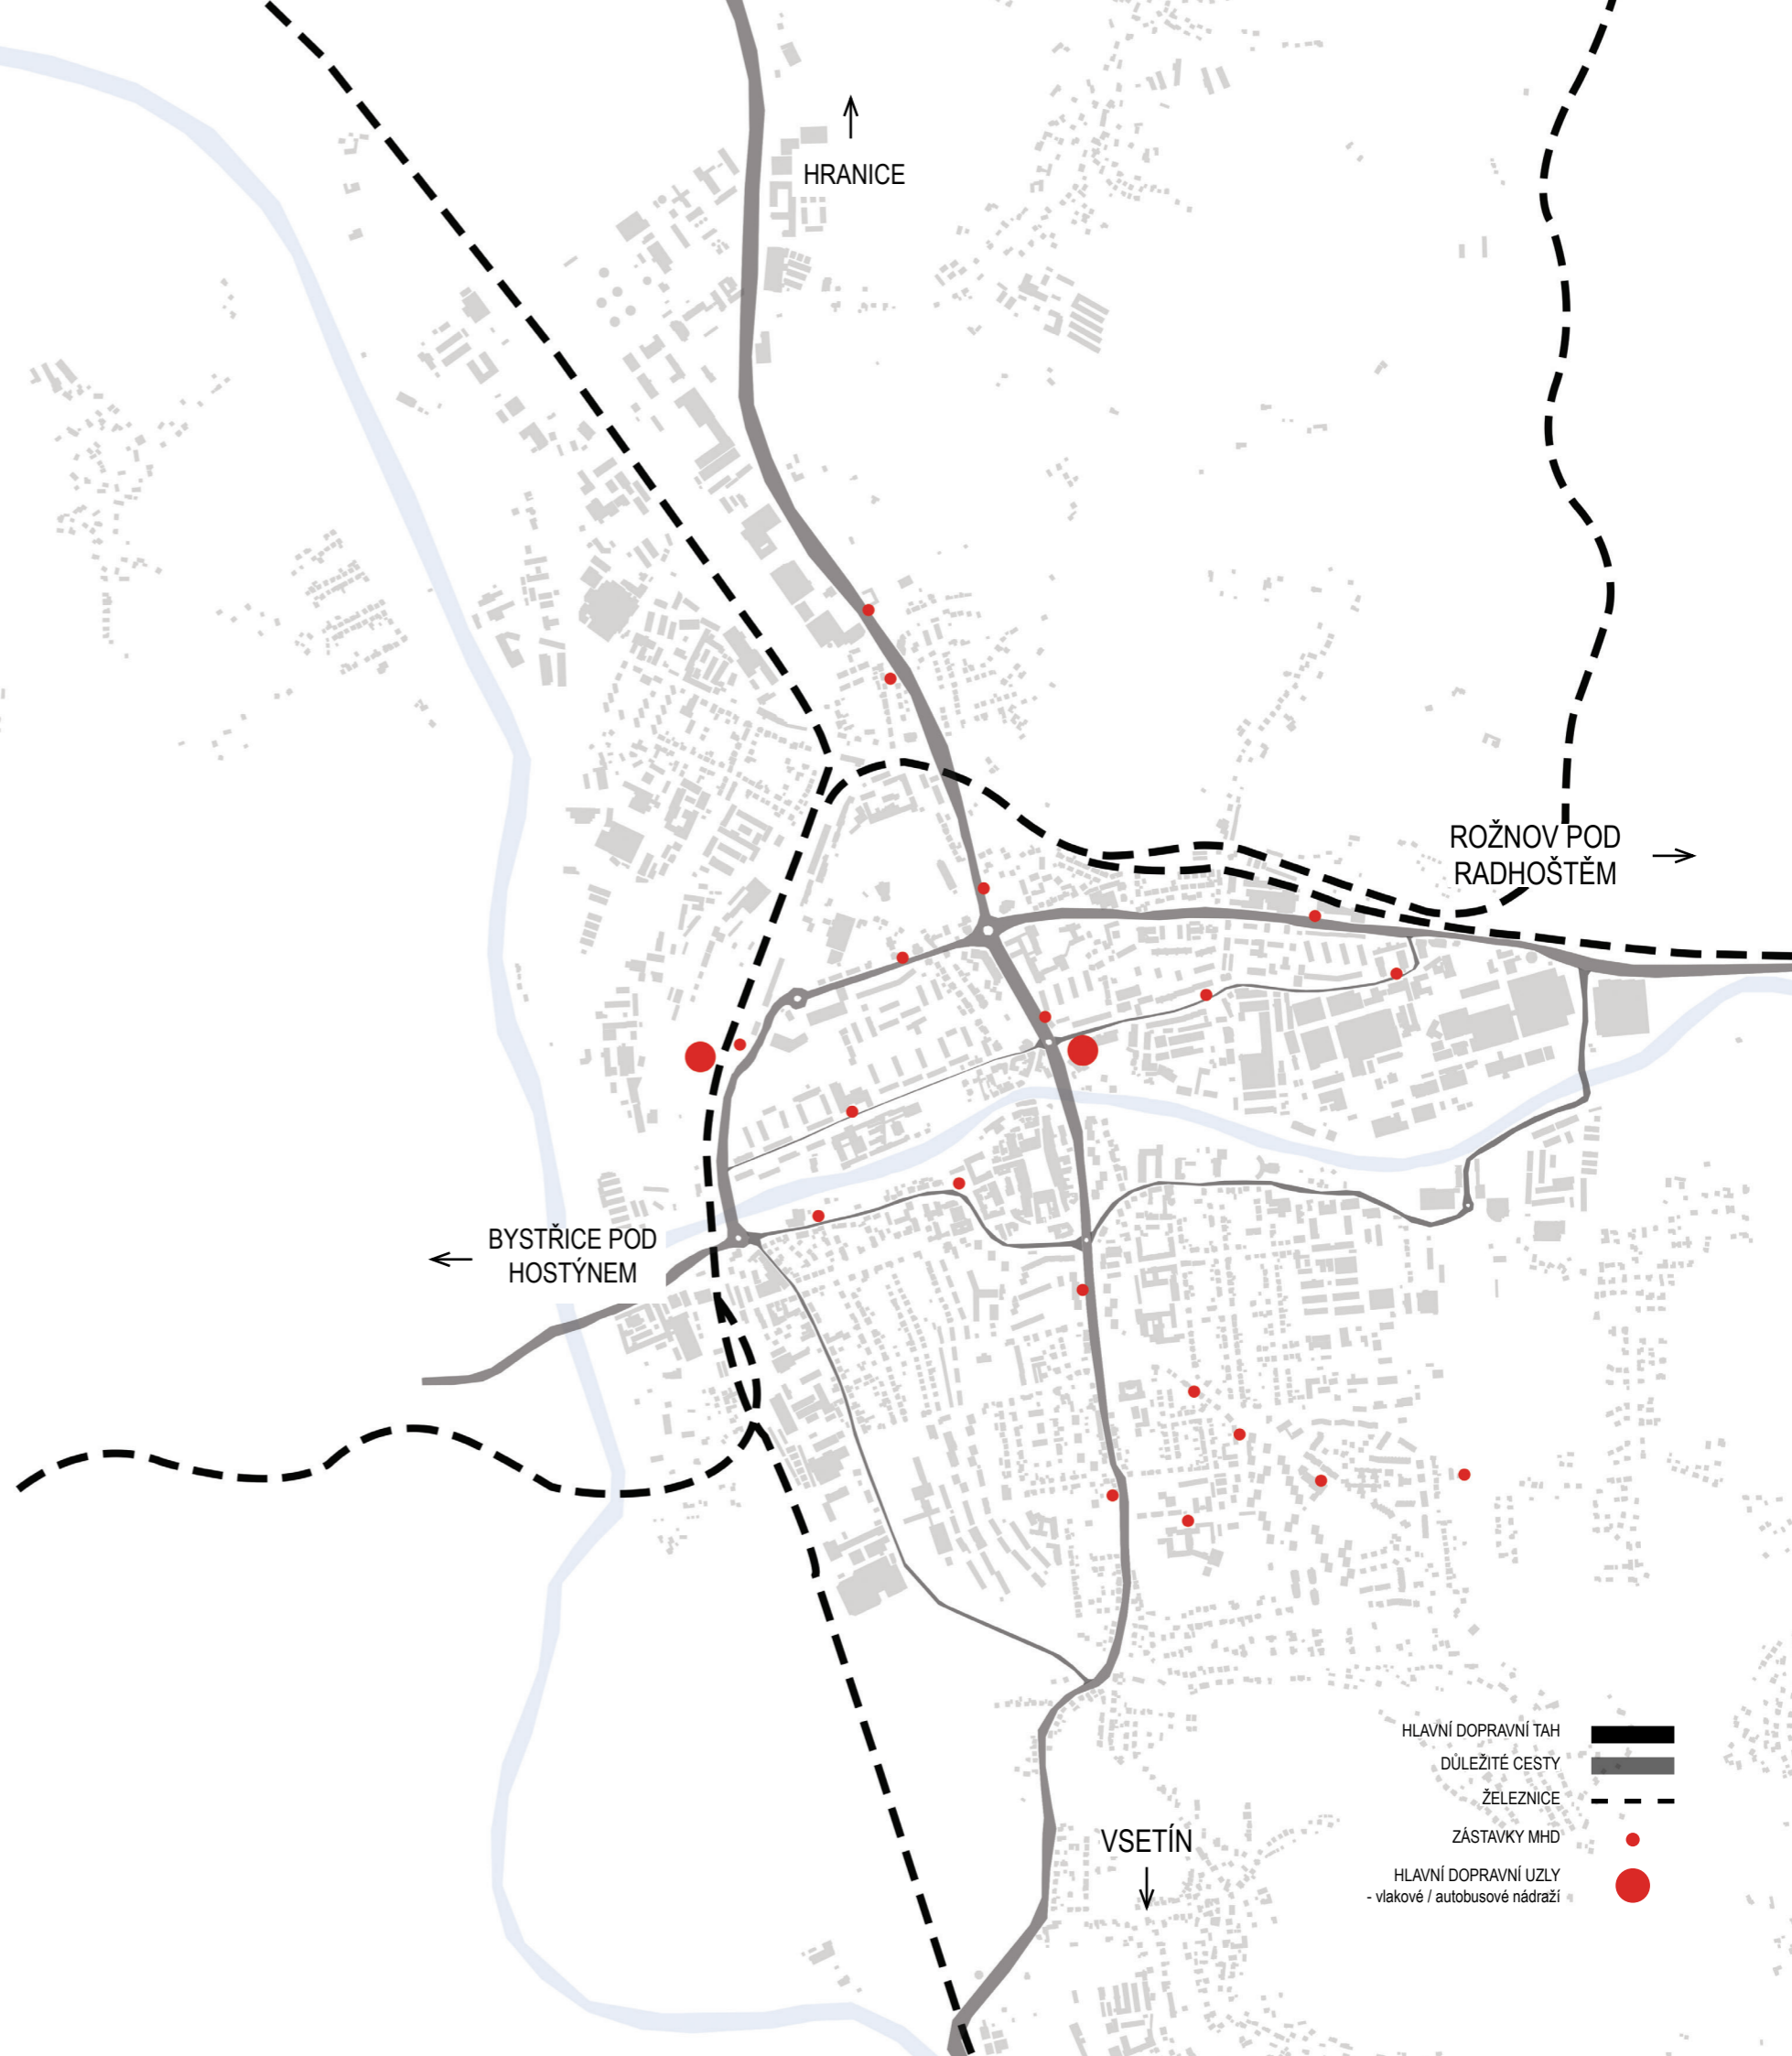 HRANICE
ROŽNOV POD
RADHOŠTĚM
BYSTŘICE POD
HOSTÝNEM
VSETÍN
HLAVNÍ DOPRAVNÍ TAH
DŮLEŽITÉ CESTY
ŽELEZNICE
ZÁSTAVKY MHD
HLAVNÍ DOPRAVNÍ UZLY
- vlakové / autobusové nádraží